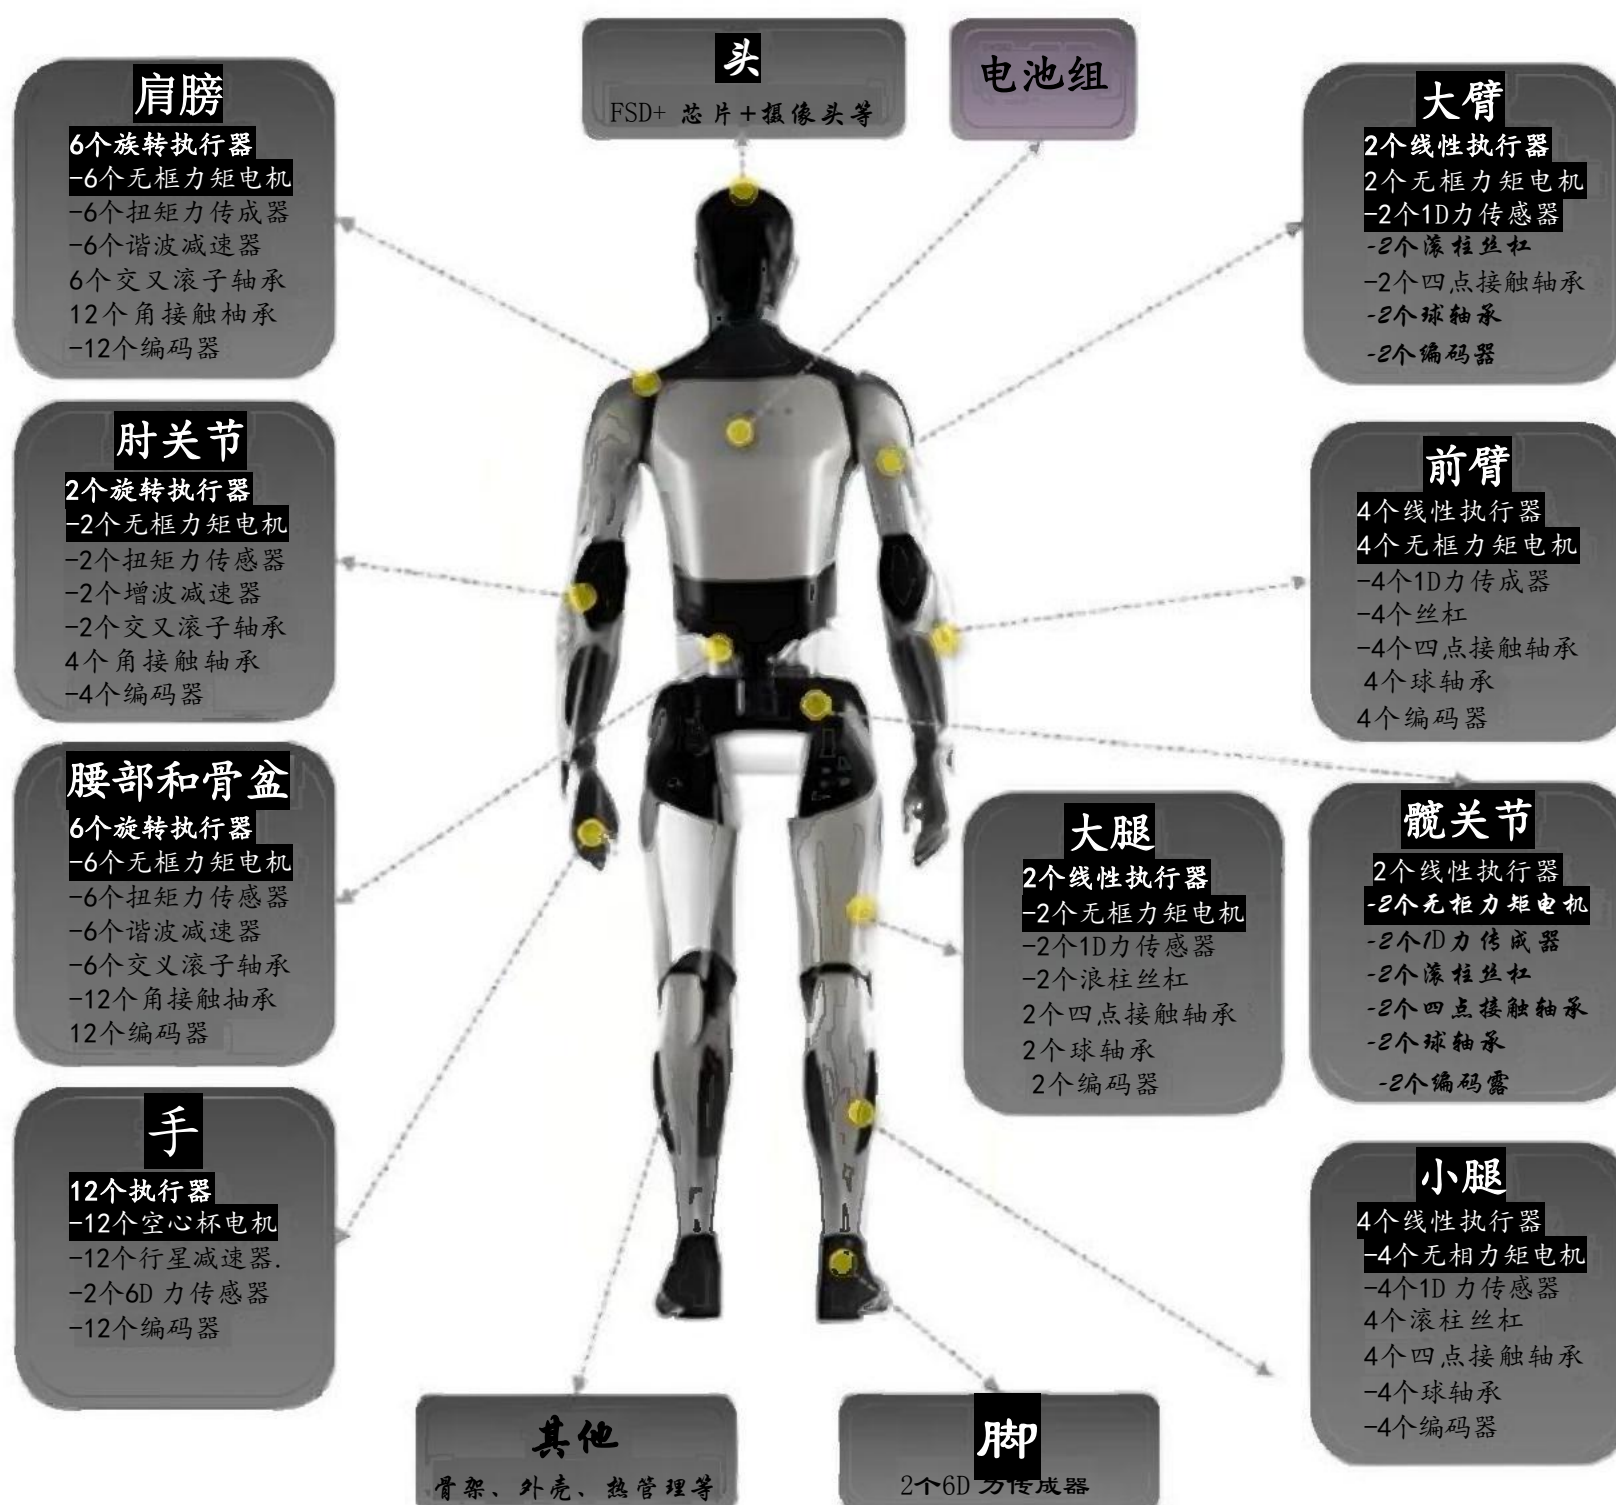 头
FSD+ 芯片+摄像头等
电池组
肩膀
6个族转执行器
-6个无框力矩电机
-6个扭矩力传成器
-6个谐波减速器
6个交叉滚子轴承
12个角接触柚承
-12个编码器
肘关节
2个旋转执行器
-2个无框力矩电机
-2个扭矩力传感器
-2个增波减速器
-2个交叉滚子轴承
4个角接触轴承
-4个编码器
腰部和骨盆
6个旋转执行器
-6个无框力矩电机
-6个扭矩力传感器
-6个谐波减速器
-6个交义滚子轴承
-12个角接触抽承
12个编码器
手
12个执行器
-12个空心杯电机
-12个行星减速器.
-2个6D 力传感器
-12个编码器
大臂
2个线性执行器
2个无框力矩电机
-2个1D力传感器
-2个滚柱丝杠
-2个四点接触轴承
-2个球轴承
-2个编码器
前臂
4个线性执行器
4个无框力矩电机
-4个1D力传成器
-4个丝杠
-4个四点接触轴承
4个球轴承
4个编码器
大腿
2个线性执行器
-2个无框力矩电机
-2个1D力传感器
-2个浪柱丝杠
2个四点接触轴承
2个球轴承
2个编码器
髋关节
2个线性执行器
-2个无柜力矩电机
-2个1D力传成器
-2个滚柱丝杠
-2个四点接触轴承
-2个球轴承
-2个编码露
小腿
4个线性执行器
-4个无相力矩电机
-4个1D 力传感器
4个滚柱丝杠
4个四点接触轴承
-4个球轴承
-4个编码器
其他
骨架、外壳、热管理等
脚
2个6D 力传成器